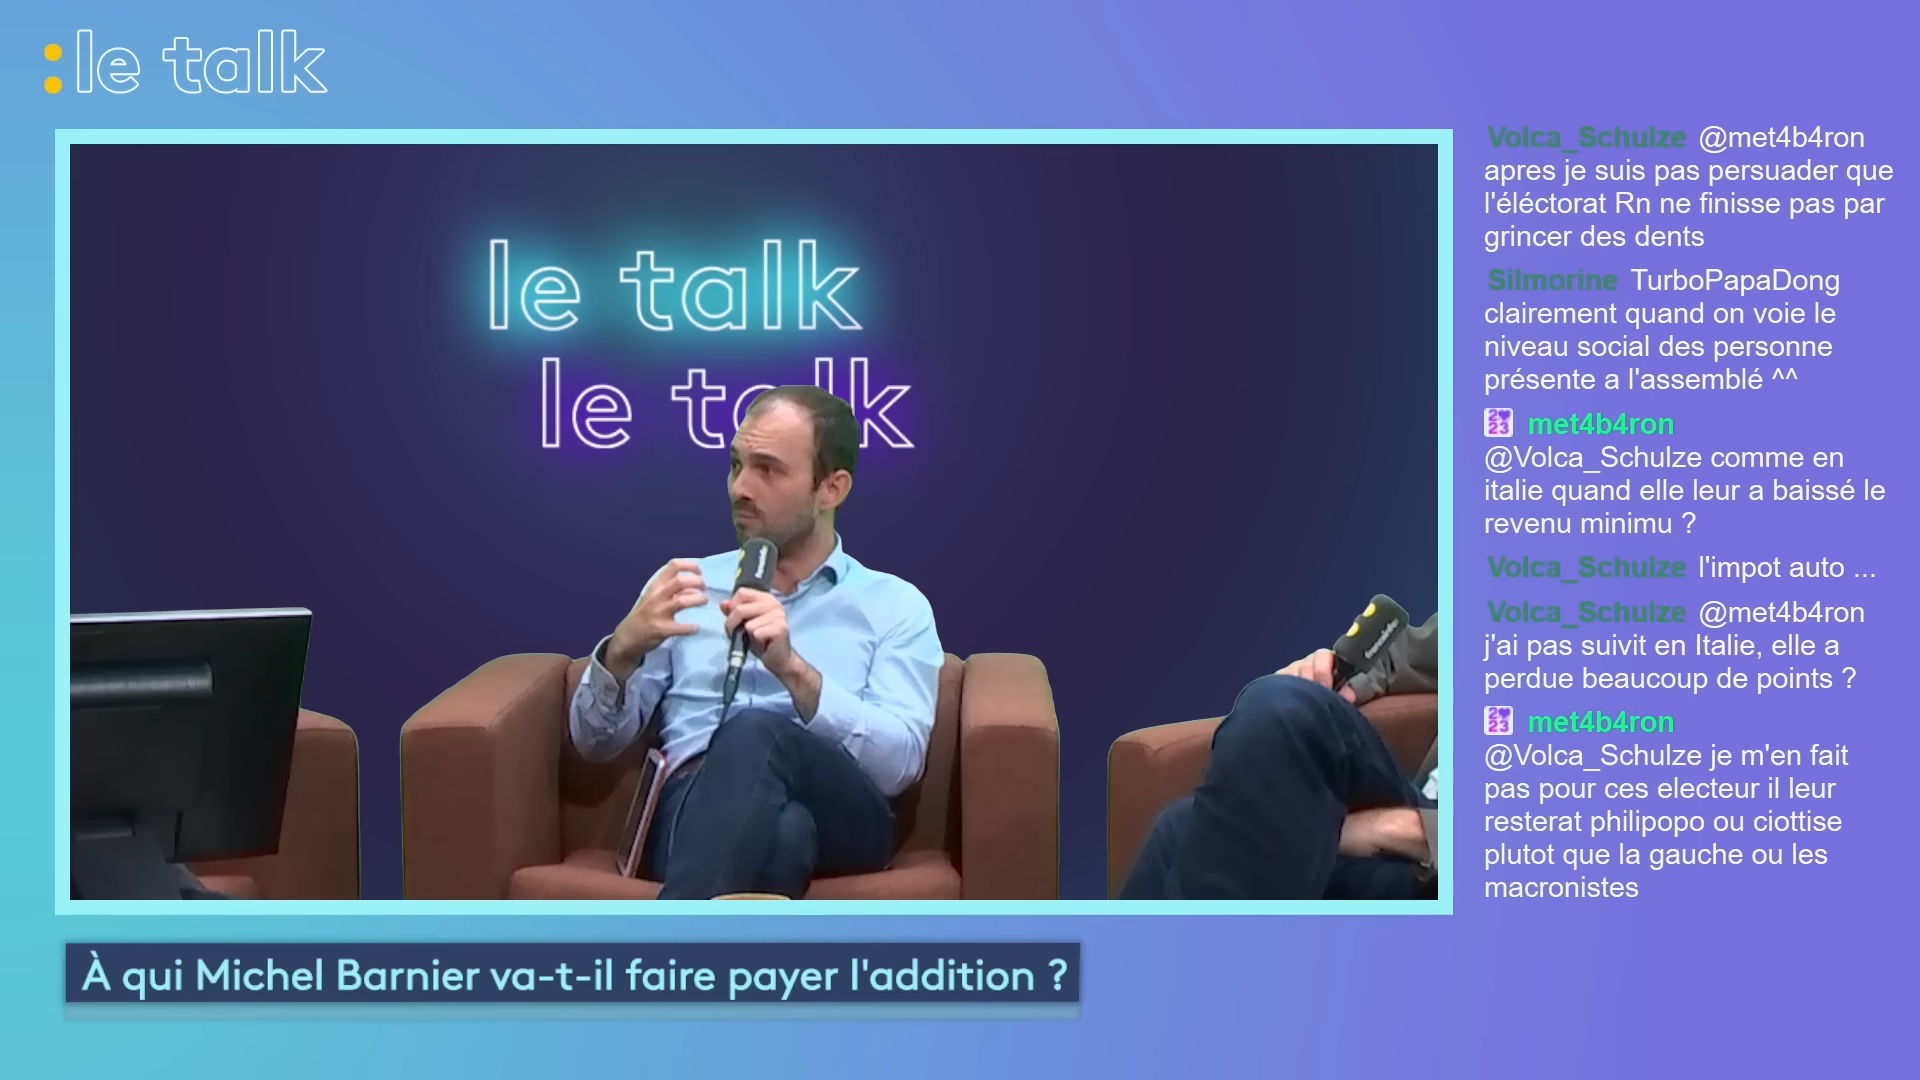 :le talk
le talk
le talk
Volca_Schulze @met4b4ron
apres je suis pas persuader que
l'éléctorat Rn ne finisse pas par
grincer des dents
Silmorine TurboPapaDong
clairement quand on voie le
niveau social des personne
présente a l'assemblé ^^
met4b4ron
@Volca_Schulze comme en
italie quand elle leur a baissé le
revenu minimu ?
Volca_Schulze l'impot auto ...
Volca_Schulze @met4b4ron
j'ai pas suivit en Italie, elle a
perdue beaucoup de points ?
met4b4ron
@Volca_Schulze je m'en fait
pas pour ces electeur il leur
resterat philipopo ou ciottise
plutot que la gauche ou les
macronistes
À qui Michel Barnier va-t-il faire payer l'addition ?